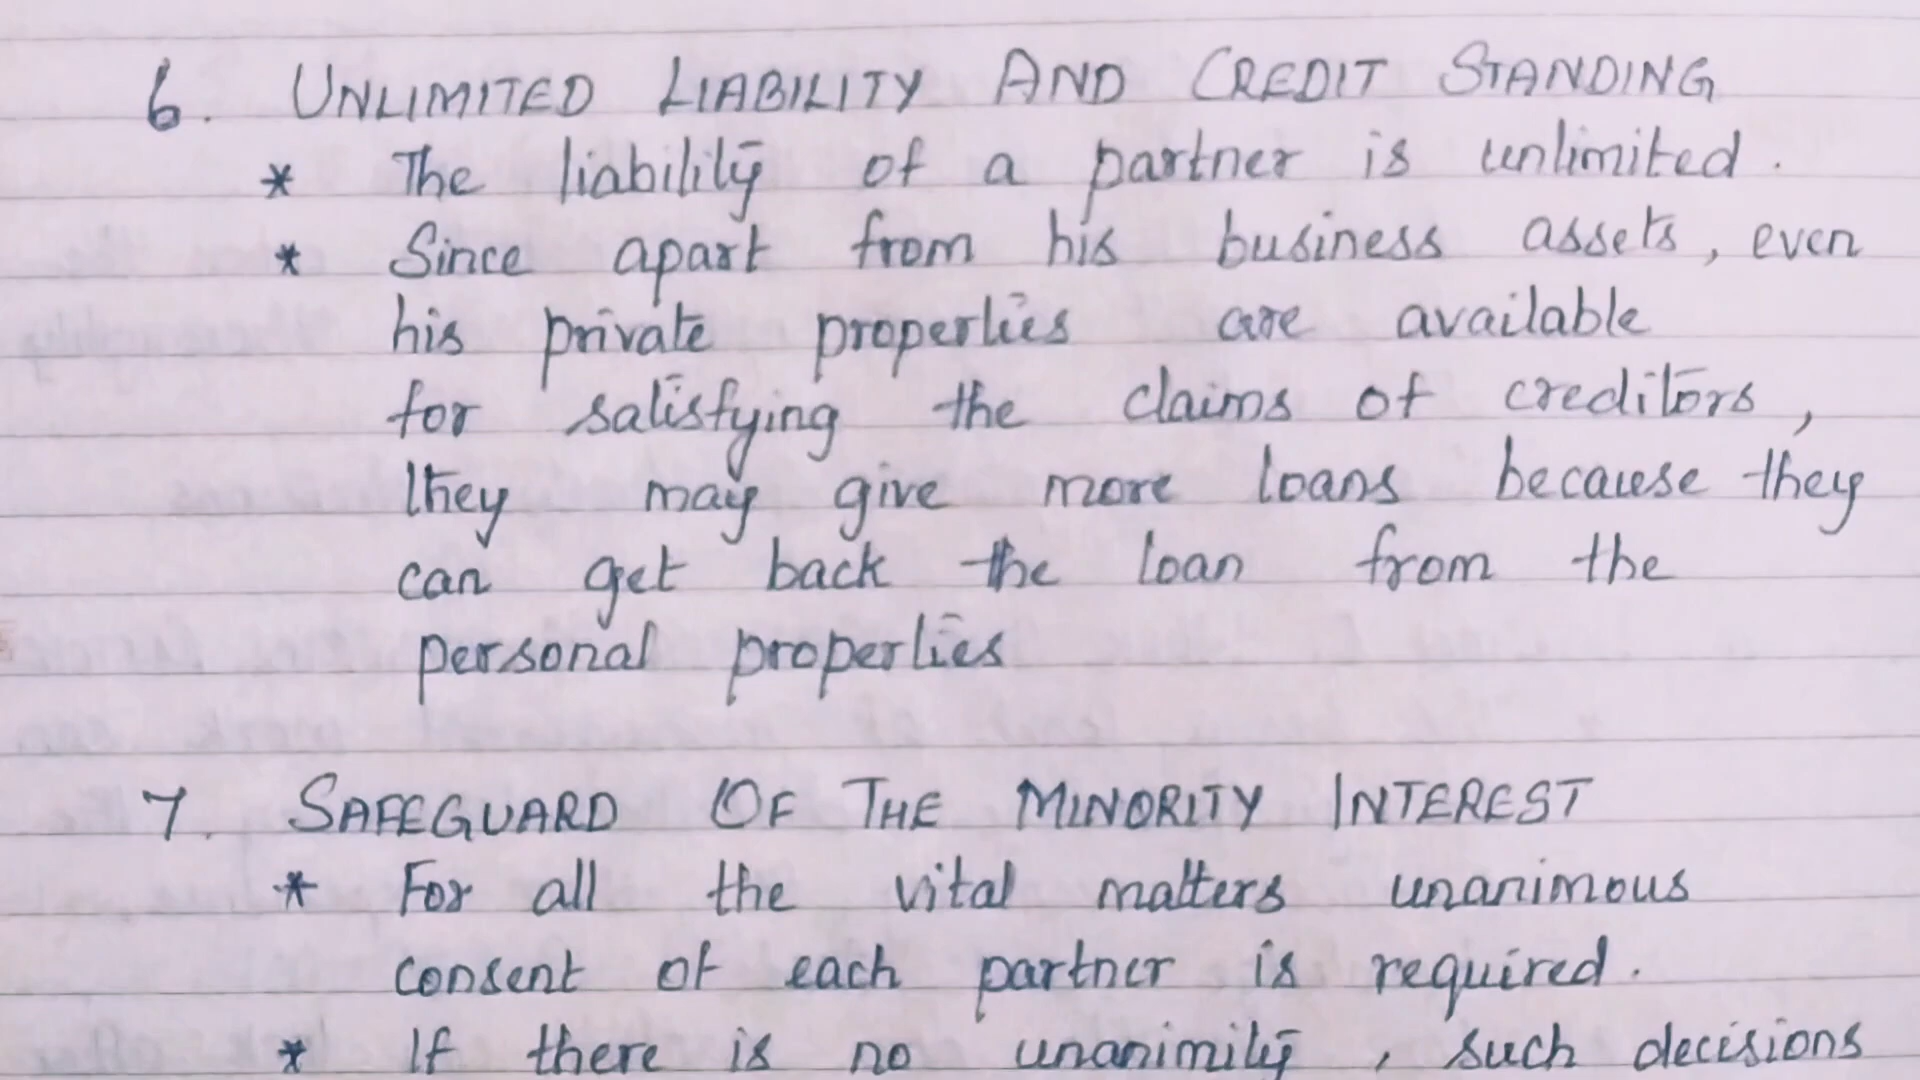 6. UNLIMITED LIABILITY AND CREDIT STANDING
* The liability of a partner is unlimited.
* Since apart from his business assets, even
his private properties are available
for satisfying the claims of creditors,
they may give more loans because they
can get back the loan from the
personal properties
7. SAFEGUARD OF THE MINORITY INTEREST
* For all the vital matters unanimous
consent of each partner is required.
* If there is no unanimity, such decisions